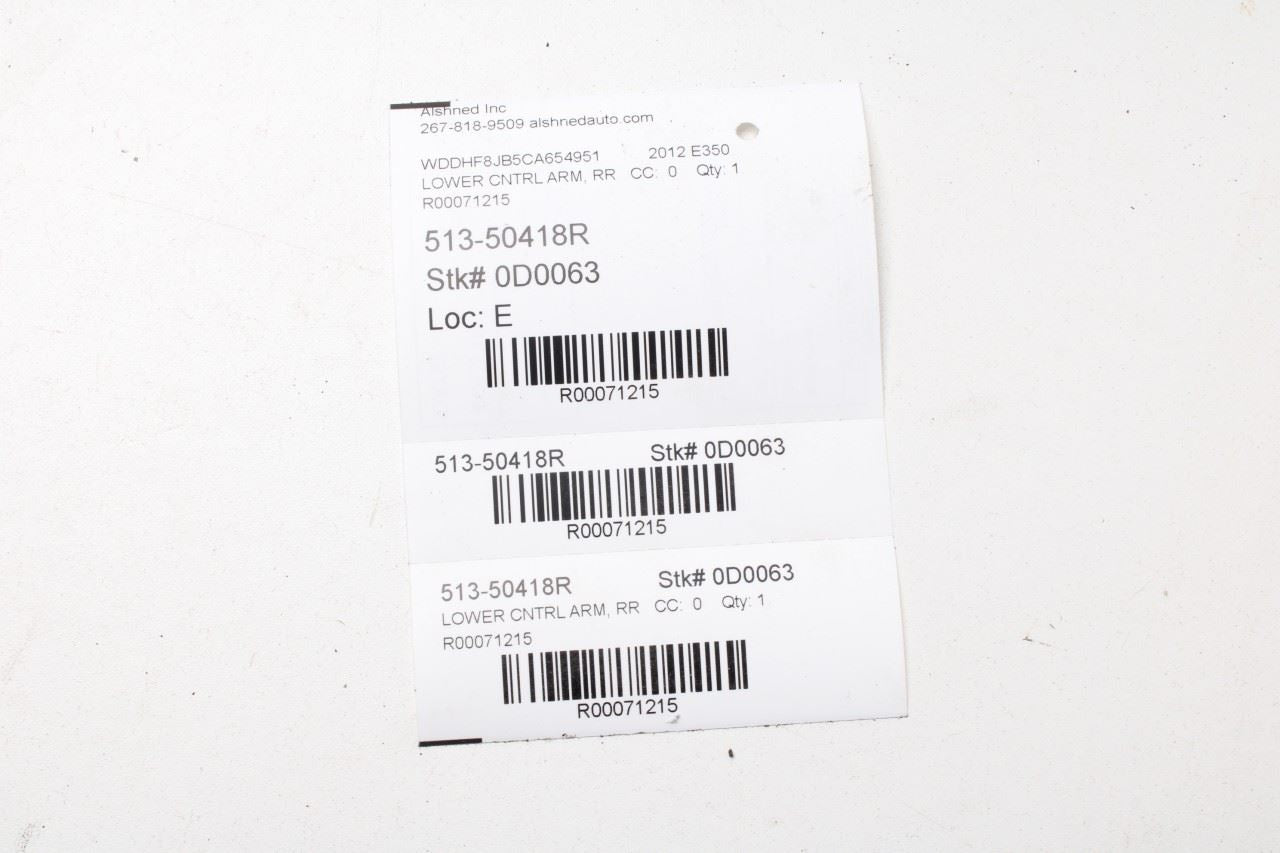 Alshned Inc
267-818-9509 alshnedauto.com
WDDHF8JB5CA654951 2012 E350
LOWER CNTRL ARM, RR CC: 0 Qty: 1
R00071215
513-50418R
Stk# 0D0063
Loc: E
R00071215
513-50418R Stk# 0D0063
R00071215
513-50418R Stk# 0D0063
LOWER CNTRL ARM, RR CC: 0 Qty: 1
R00071215
R00071215